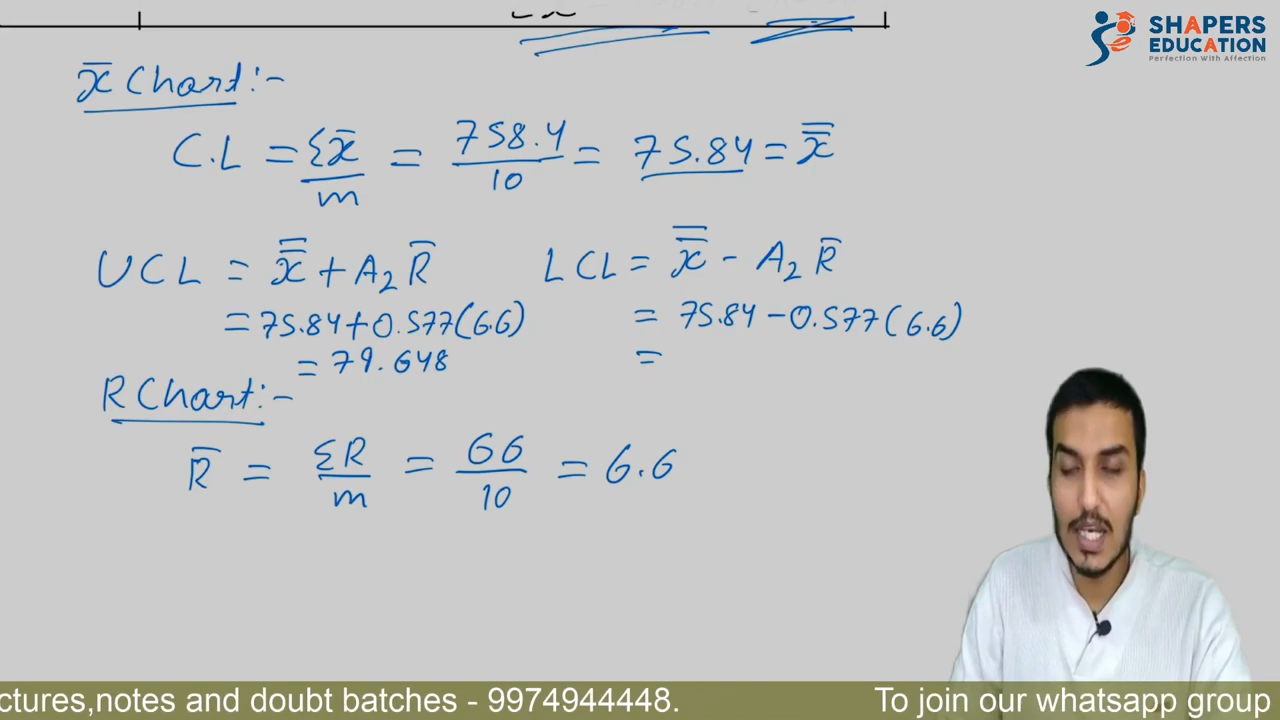 SHAPERS
EDUCATION
Perfection With Affection
x̄ Chart:-
C.L = Σx̄/m = 758.4/10 = 75.84 = x̿
UCL = x̿ + A₂R̄
= 75.84+0.577(6.6)
= 79.648
LCL = x̿ - A₂R̄
= 75.84-0.577(6.6)
=
R Chart:-
R̄ = ΣR/m = 66/10 = 6.6
ctures,notes and doubt batches - 9974944448. To join our whatsapp group